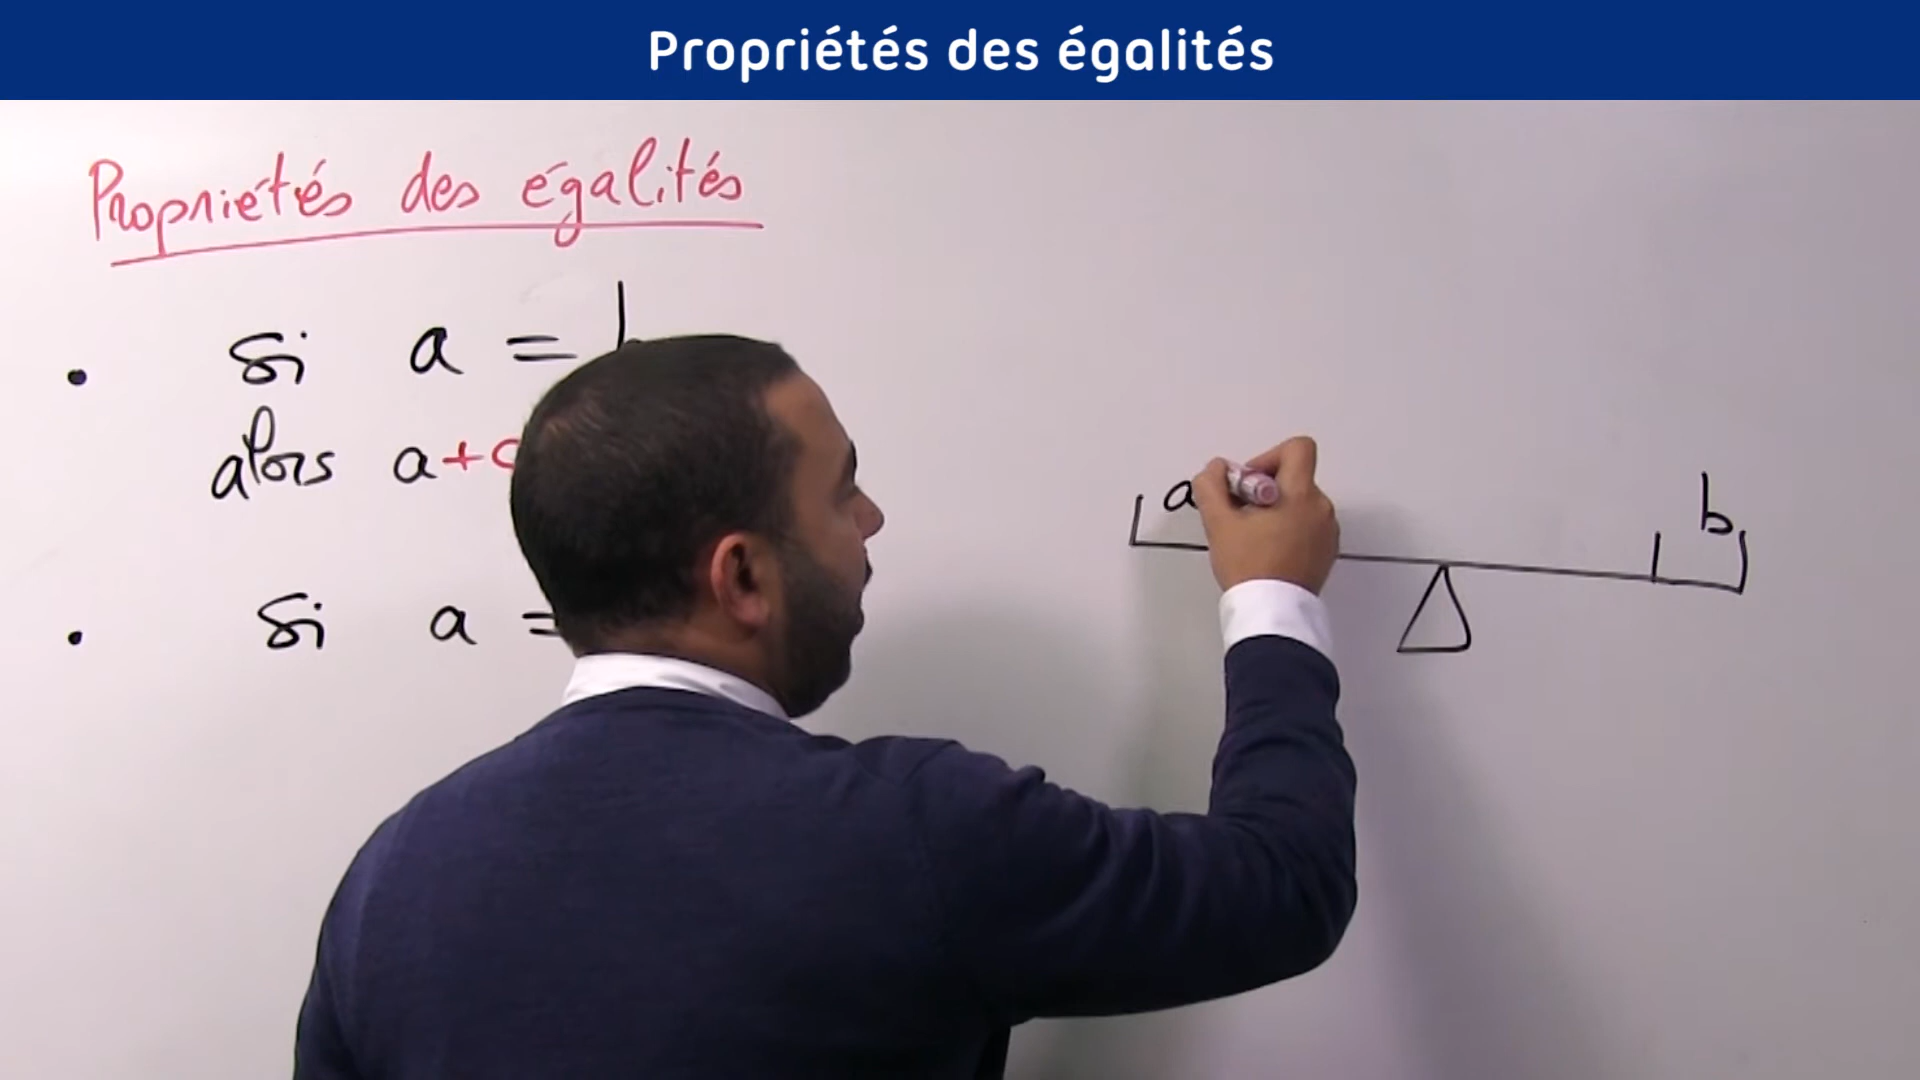 Propriétés des égalités
Propriétés des égalités
• si a =
alors a+
• si a =
a
b